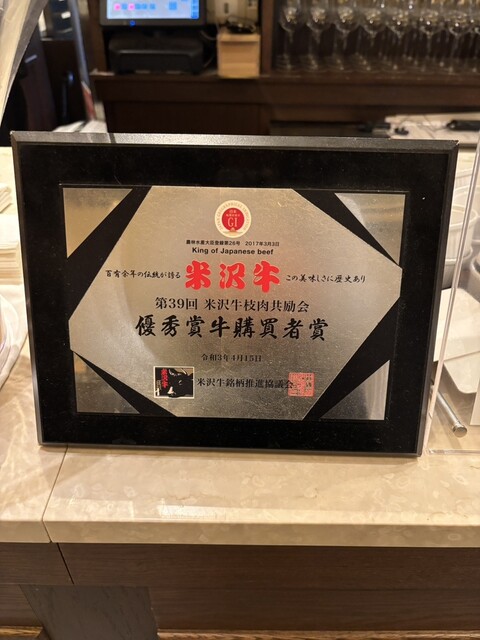 GI
農林水産大臣登録第26号 2017年3月3日
King of Japanese beef
百有余年の伝統が誇る 米沢牛 この美味しさに歴史あり
第39回 米沢牛枝肉共励会
優秀賞牛購買者賞
令和3年4月15日
米沢牛 米沢牛銘柄推進協議会